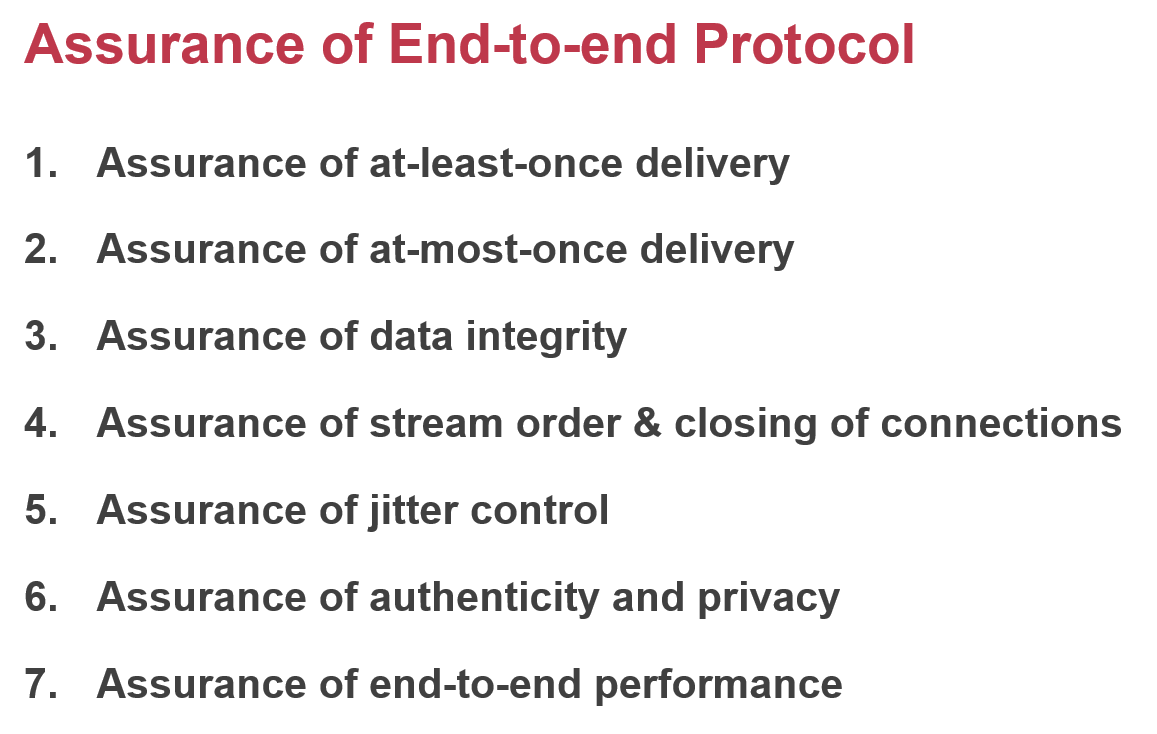 Assurance of End-to-end Protocol
1. Assurance of at-least-once delivery
2. Assurance of at-most-once delivery
3. Assurance of data integrity
4. Assurance of stream order & closing of connections
5. Assurance of jitter control
6. Assurance of authenticity and privacy
7. Assurance of end-to-end performance